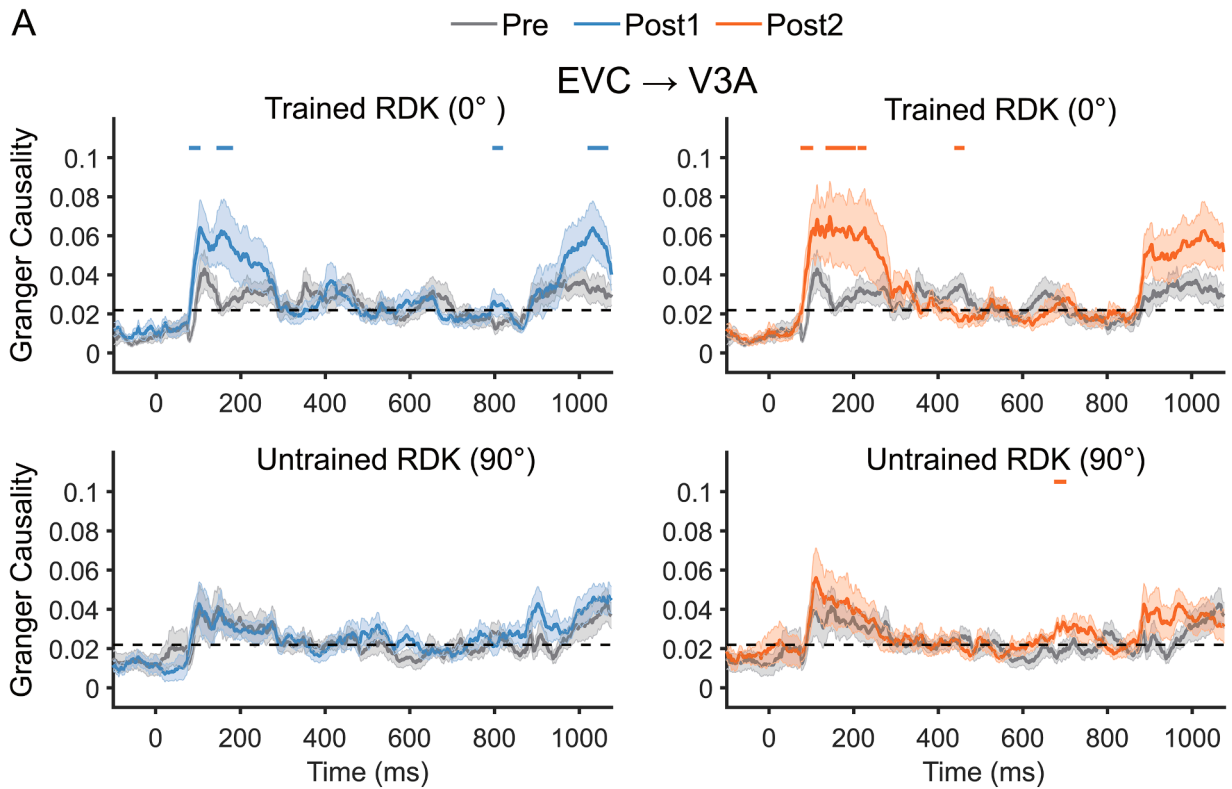 A
Pre Post1 Post2
EVC → V3A
Trained RDK (0° )
Trained RDK (0°)
Granger Causality
0.1
0.08
0.06
0.04
0.02
0
0 200 400 600 800 1000
0.1
0.08
0.06
0.04
0.02
0
0 200 400 600 800 1000
Untrained RDK (90°)
Untrained RDK (90°)
Granger Causality
0.1
0.08
0.06
0.04
0.02
0
0 200 400 600 800 1000
Time (ms)
0.1
0.08
0.06
0.04
0.02
0
0 200 400 600 800 1000
Time (ms)